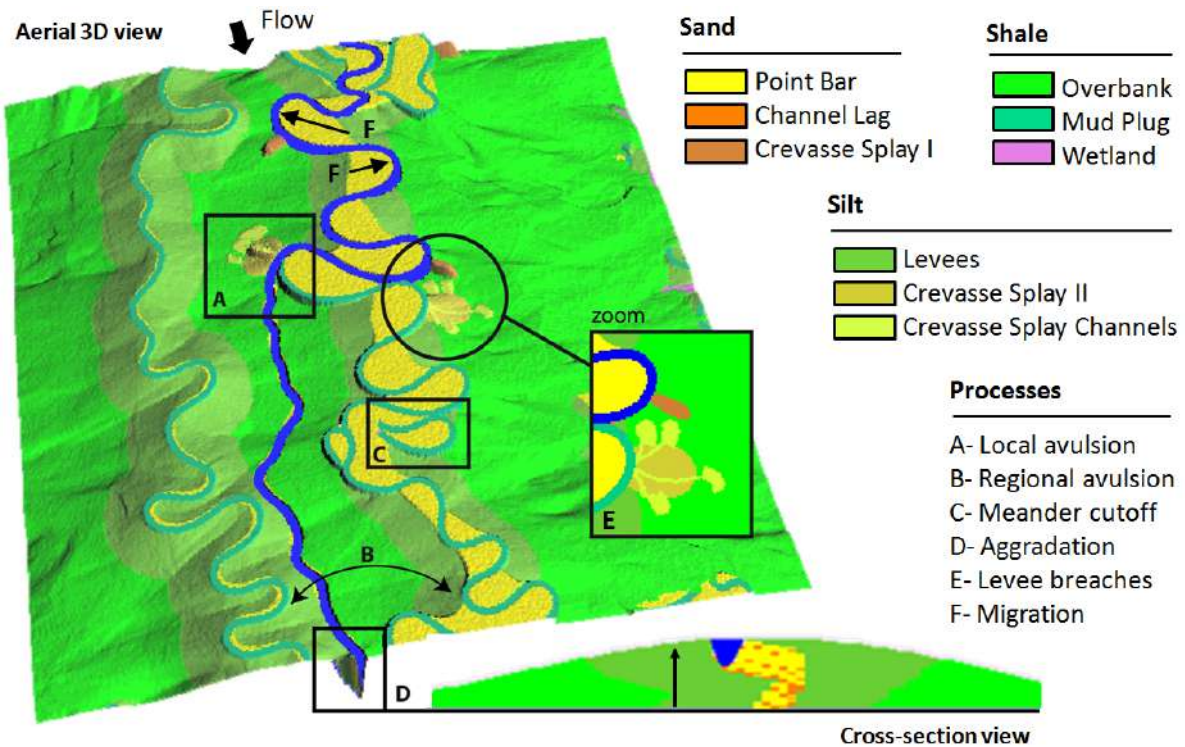 Aerial 3D view
Flow
Sand
Point Bar
Channel Lag
Crevasse Splay I
Shale
Overbank
Mud Plug
Wetland
Silt
Levees
Crevasse Splay II
Crevasse Splay Channels
F
F
A
zoom
E
C
B
D
Processes
A- Local avulsion
B- Regional avulsion
C- Meander cutoff
D- Aggradation
E- Levee breaches
F- Migration
Cross-section view